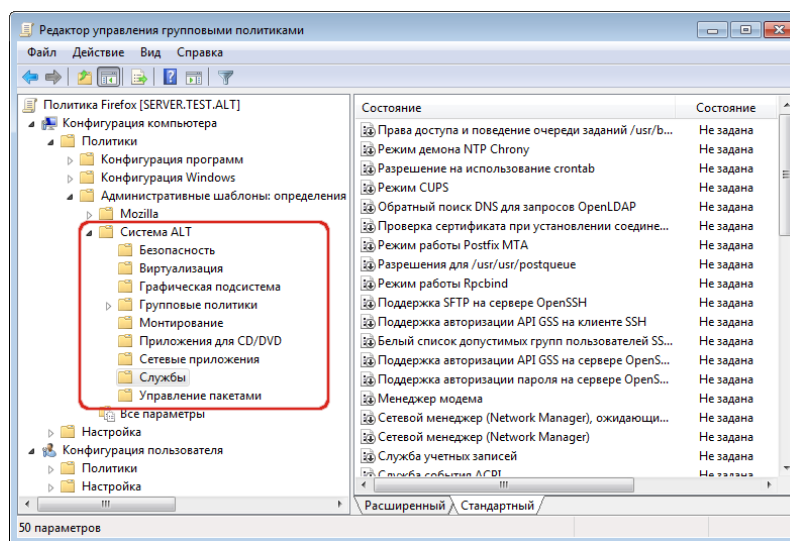 Редактор управления групповыми политиками
Файл Действие Вид Справка
Политика Firefox [SERVER.TEST.ALT]
Конфигурация компьютера
Политики
Конфигурация программ
Конфигурация Windows
Административные шаблоны: определения
Mozilla
Система ALT
Безопасность
Виртуализация
Графическая подсистема
Групповые политики
Монтирование
Приложения для CD/DVD
Сетевые приложения
Службы
Управление пакетами
Все параметры
Настройка
Конфигурация пользователя
Политики
Настройка
Состояние Состояние
Права доступа и поведение очереди заданий /usr/b... Не задана
Режим демона NTP Chrony Не задана
Разрешение на использование crontab Не задана
Режим CUPS Не задана
Обратный поиск DNS для запросов OpenLDAP Не задана
Проверка сертификата при установлении соедине... Не задана
Режим работы Postfix MTA Не задана
Разрешения для /usr/usr/postqueue Не задана
Режим работы Rpcbind Не задана
Поддержка SFTP на сервере OpenSSH Не задана
Поддержка авторизации API GSS на клиенте SSH Не задана
Белый список допустимых групп пользователей SS... Не задана
Поддержка авторизации API GSS на сервере OpenS... Не задана
Поддержка авторизации пароля на сервере OpenS... Не задана
Менеджер модема Не задана
Сетевой менеджер (Network Manager), ожидающи... Не задана
Сетевой менеджер (Network Manager) Не задана
Служба учетных записей Не задана
Служба события ACPI Не задана
Расширенный Стандартный
50 параметров